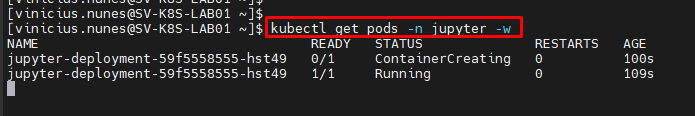 [vinicius.nunes@SV-K8S-LAB01 ~]$
[vinicius.nunes@SV-K8S-LAB01 ~]$
[vinicius.nunes@SV-K8S-LAB01 ~]$ kubectl get pods -n jupyter -w
NAME READY STATUS RESTARTS AGE
jupyter-deployment-59f5558555-hst49 0/1 ContainerCreating 0 100s
jupyter-deployment-59f5558555-hst49 1/1 Running 0 109s